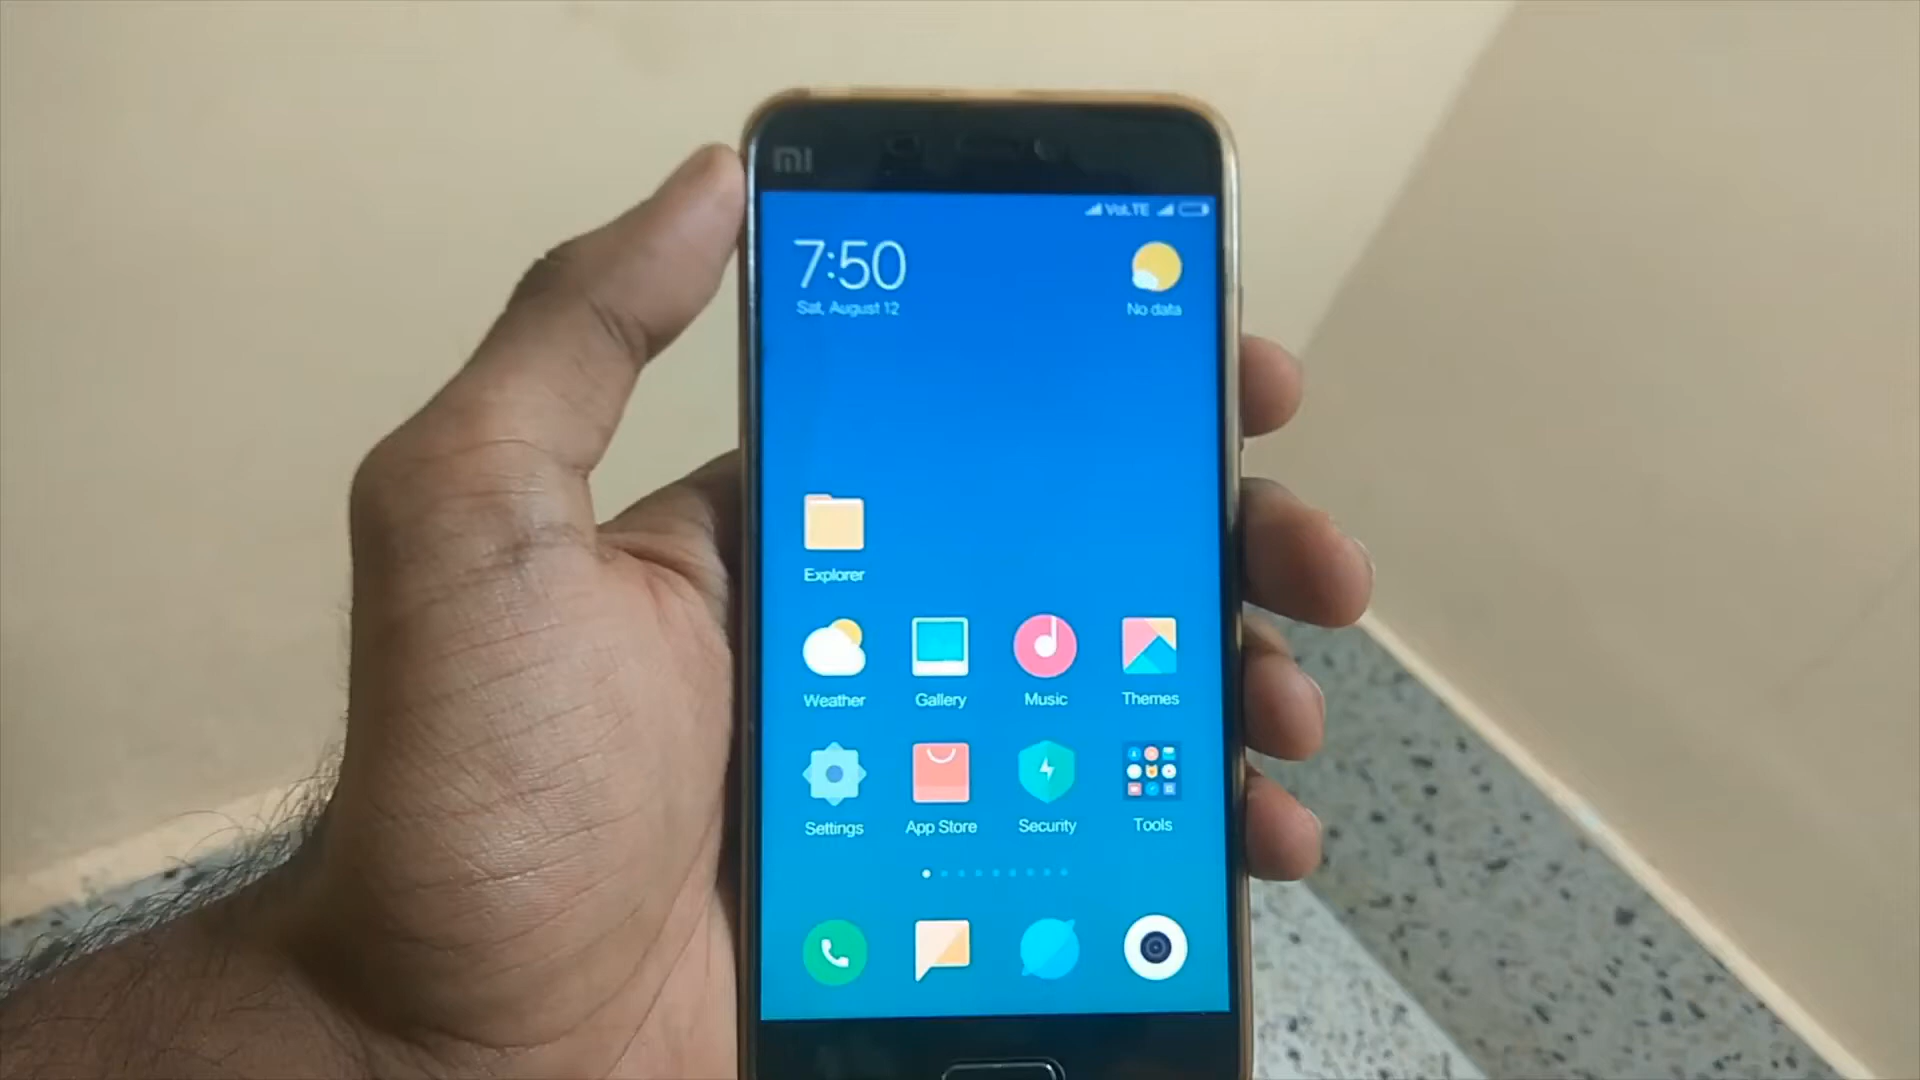 mi
VoLTE
7:50
Sat, August 12
No data
Explorer
Weather Gallery Music Themes
Settings App Store Security Tools